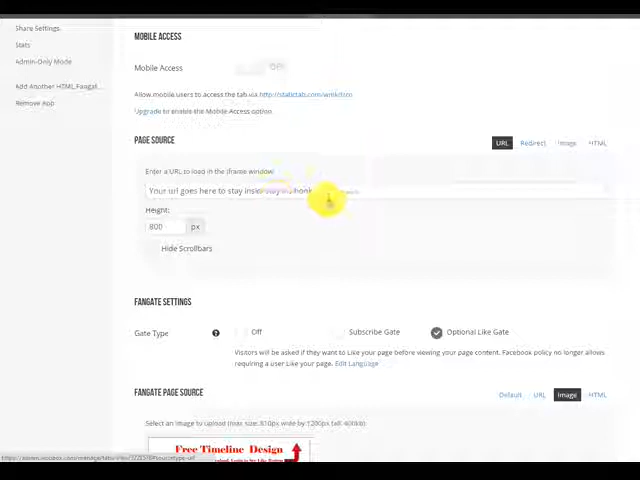 Share Settings
MOBILE ACCESS
Stats
Admin-Only Mode
Mobile Access
OFF
Add Another HTML Fangat...
Allow mobile users to access the tab via
Remove App
Upgrade to enable the Mobile Access option.
PAGE SOURCE
URL Redirect Image HTML
Enter a URL to load in the iframe window
Your url goes here to stay inside
Height:
800 px
Hide Scrollbars
FANGATE SETTINGS
Gate Type Off Subscribe Gate Optional Like Gate
Visitors will be asked if they want to Like your page before viewing your page content. Facebook policy no longer allows
requiring a user Like your page. Edit Language
FANGATE PAGE SOURCE
Default URL Image HTML
Select an image to upload (max size: 810px wide by 1200px tall, 400kb)
Free Timeline Design